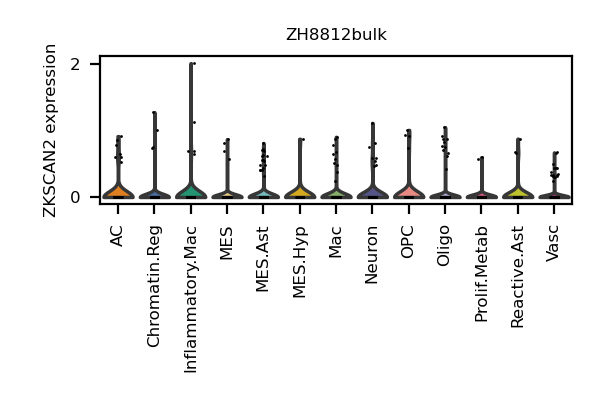 ZH8812bulk
ZKSCAN2 expression
2
0
AC
Chromatin.Reg
Inflammatory.Mac
MES
MES.Ast
MES.Hyp
Mac
Neuron
OPC
Oligo
Prolif.Metab
Reactive.Ast
Vasc